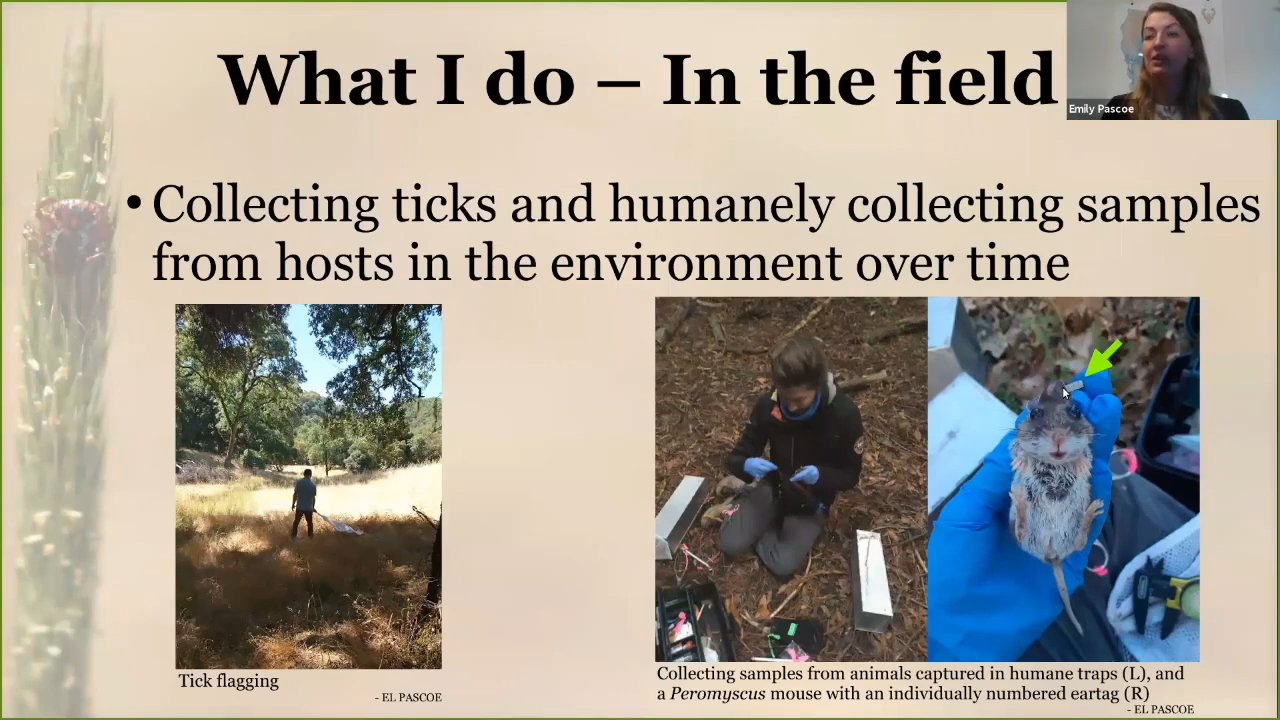 What I do – In the field
Emily Pascoe
• Collecting ticks and humanely collecting samples
from hosts in the environment over time
Tick flagging
- EL PASCOE
Collecting samples from animals captured in humane traps (L), and
a Peromyscus mouse with an individually numbered eartag (R)
- EL PASCOE